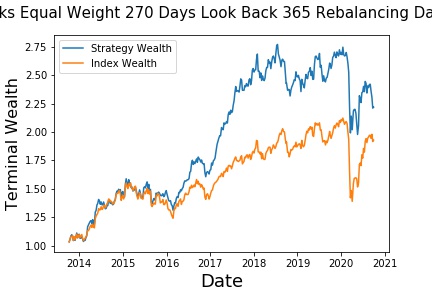 ks Equal Weight 270 Days Look Back 365 Rebalancing Da
Strategy Wealth
Index Wealth
Terminal Wealth
2.75
2.50
2.25
2.00
1.75
1.50
1.25
1.00
2014 2015 2016 2017 2018 2019 2020 2021
Date